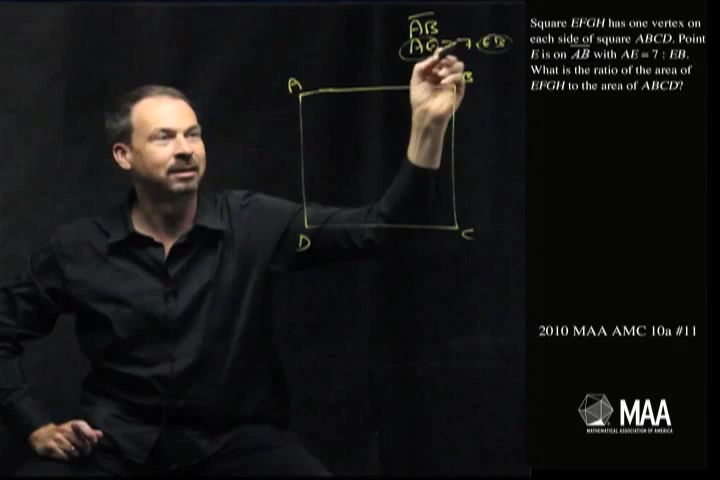 AB
AE = 7 · EB
A
B
D
C
Square EFGH has one vertex on
each side of square ABCD. Point
E is on AB with AE = 7 : EB.
What is the ratio of the area of
EFGH to the area of ABCD?
2010 MAA AMC 10a #11
MAA
MATHEMATICAL ASSOCIATION OF AMERICA